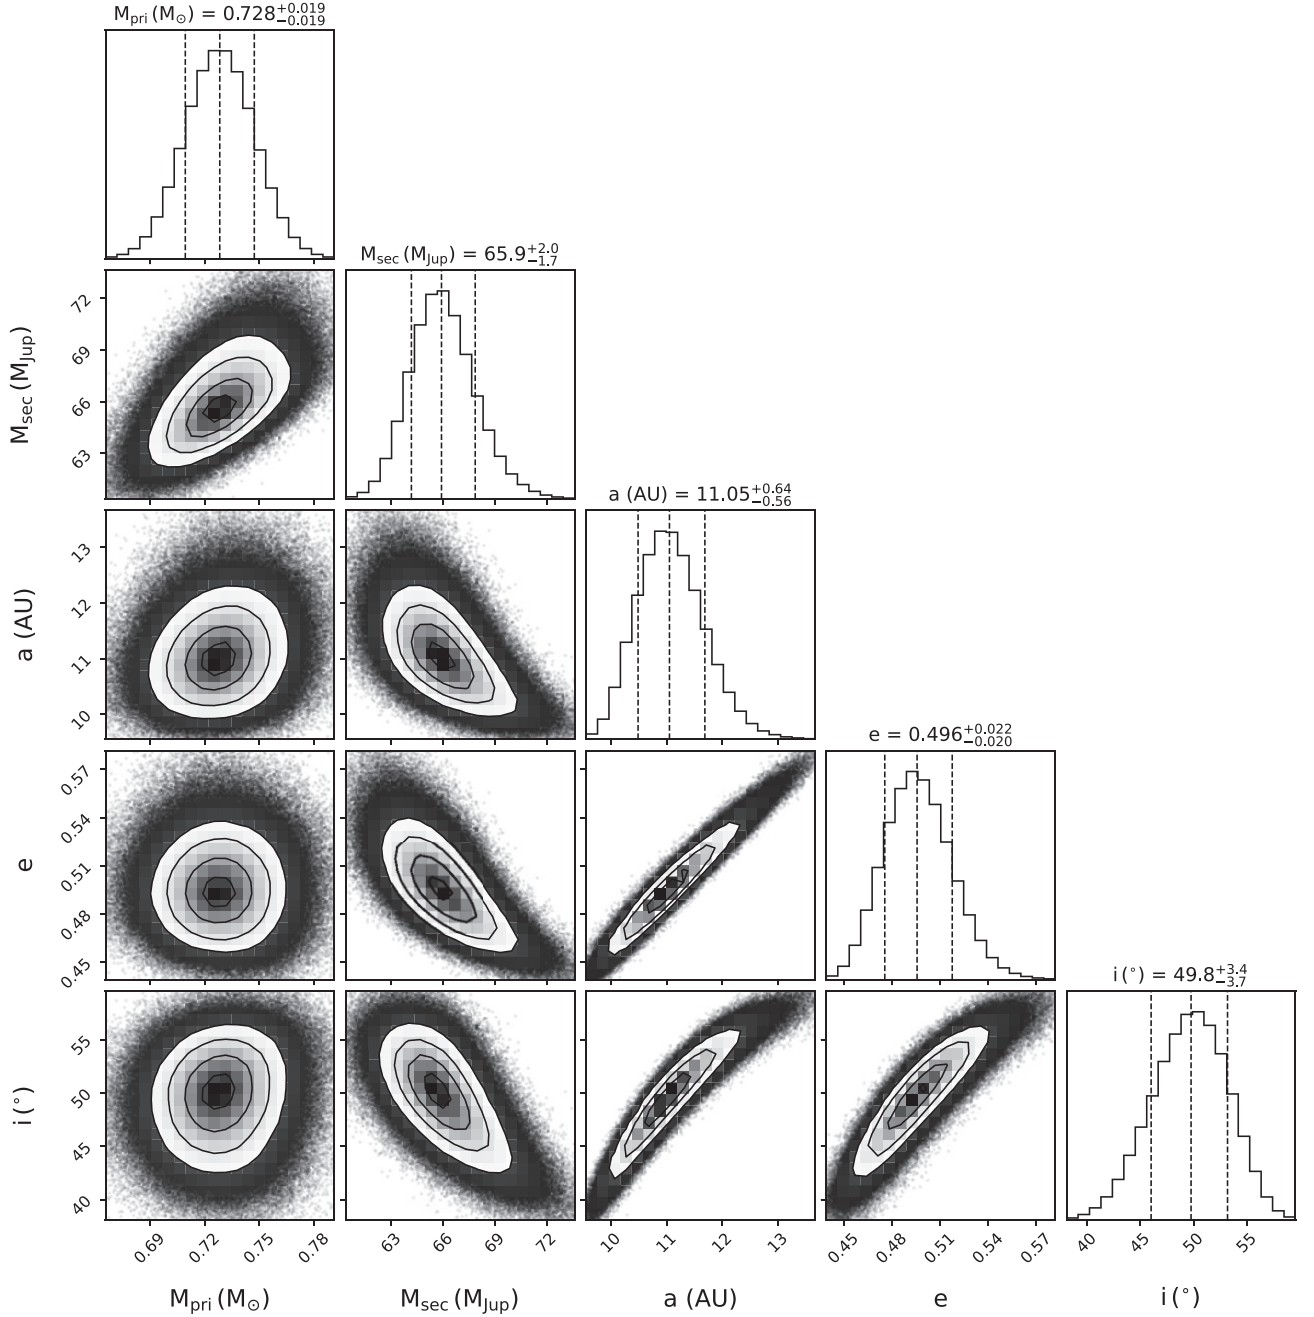 M_pri (M_⊙) = 0.728^{+0.019}_{-0.019}
M_sec (M_Jup) = 65.9^{+2.0}_{-1.7}
72
69
66
63
M_sec (M_Jup)
a (AU) = 11.05^{+0.64}_{-0.56}
13
12
11
10
a (AU)
e = 0.496^{+0.022}_{-0.020}
0.57
0.54
0.51
0.48
0.45
e
i (°) = 49.8^{+3.4}_{-3.7}
55
50
45
40
i (°)
0.69 0.72 0.75 0.78 63 66 69 72 10 11 12 13 0.45 0.48 0.51 0.54 0.57 40 45 50 55
M_pri (M_⊙) M_sec (M_Jup) a (AU) e i (°)